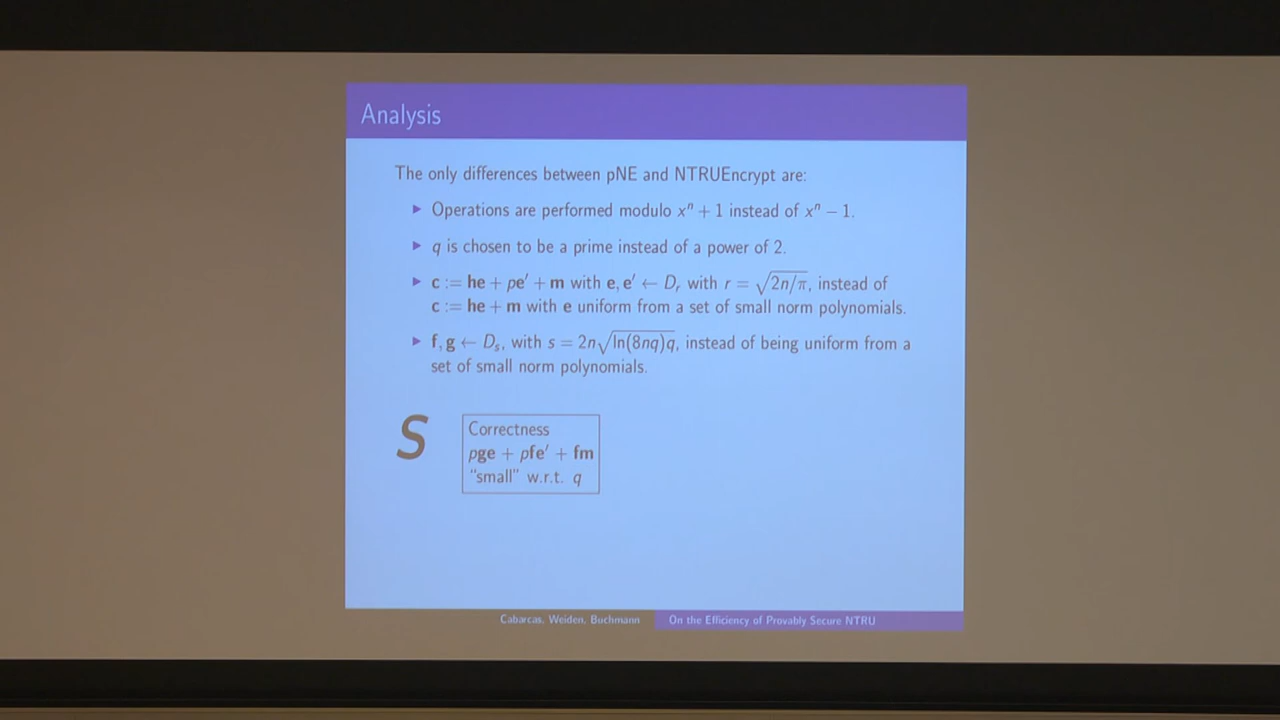 Analysis
The only differences between pNE and NTRUEncrypt are:
▶ Operations are performed modulo xⁿ + 1 instead of xⁿ − 1.
▶ q is chosen to be a prime instead of a power of 2.
▶ c := he + pe′ + m with e, e′ ← Dᵣ with r = √(2n/π), instead of
c := he + m with e uniform from a set of small norm polynomials.
▶ f, g ← Dₛ, with s = 2n√(ln(8nq)q), instead of being uniform from a
set of small norm polynomials.
S
Correctness
pge + pfe′ + fm
"small" w.r.t. q
Cabarcas, Weiden, Buchmann
On the Efficiency of Provably Secure NTRU